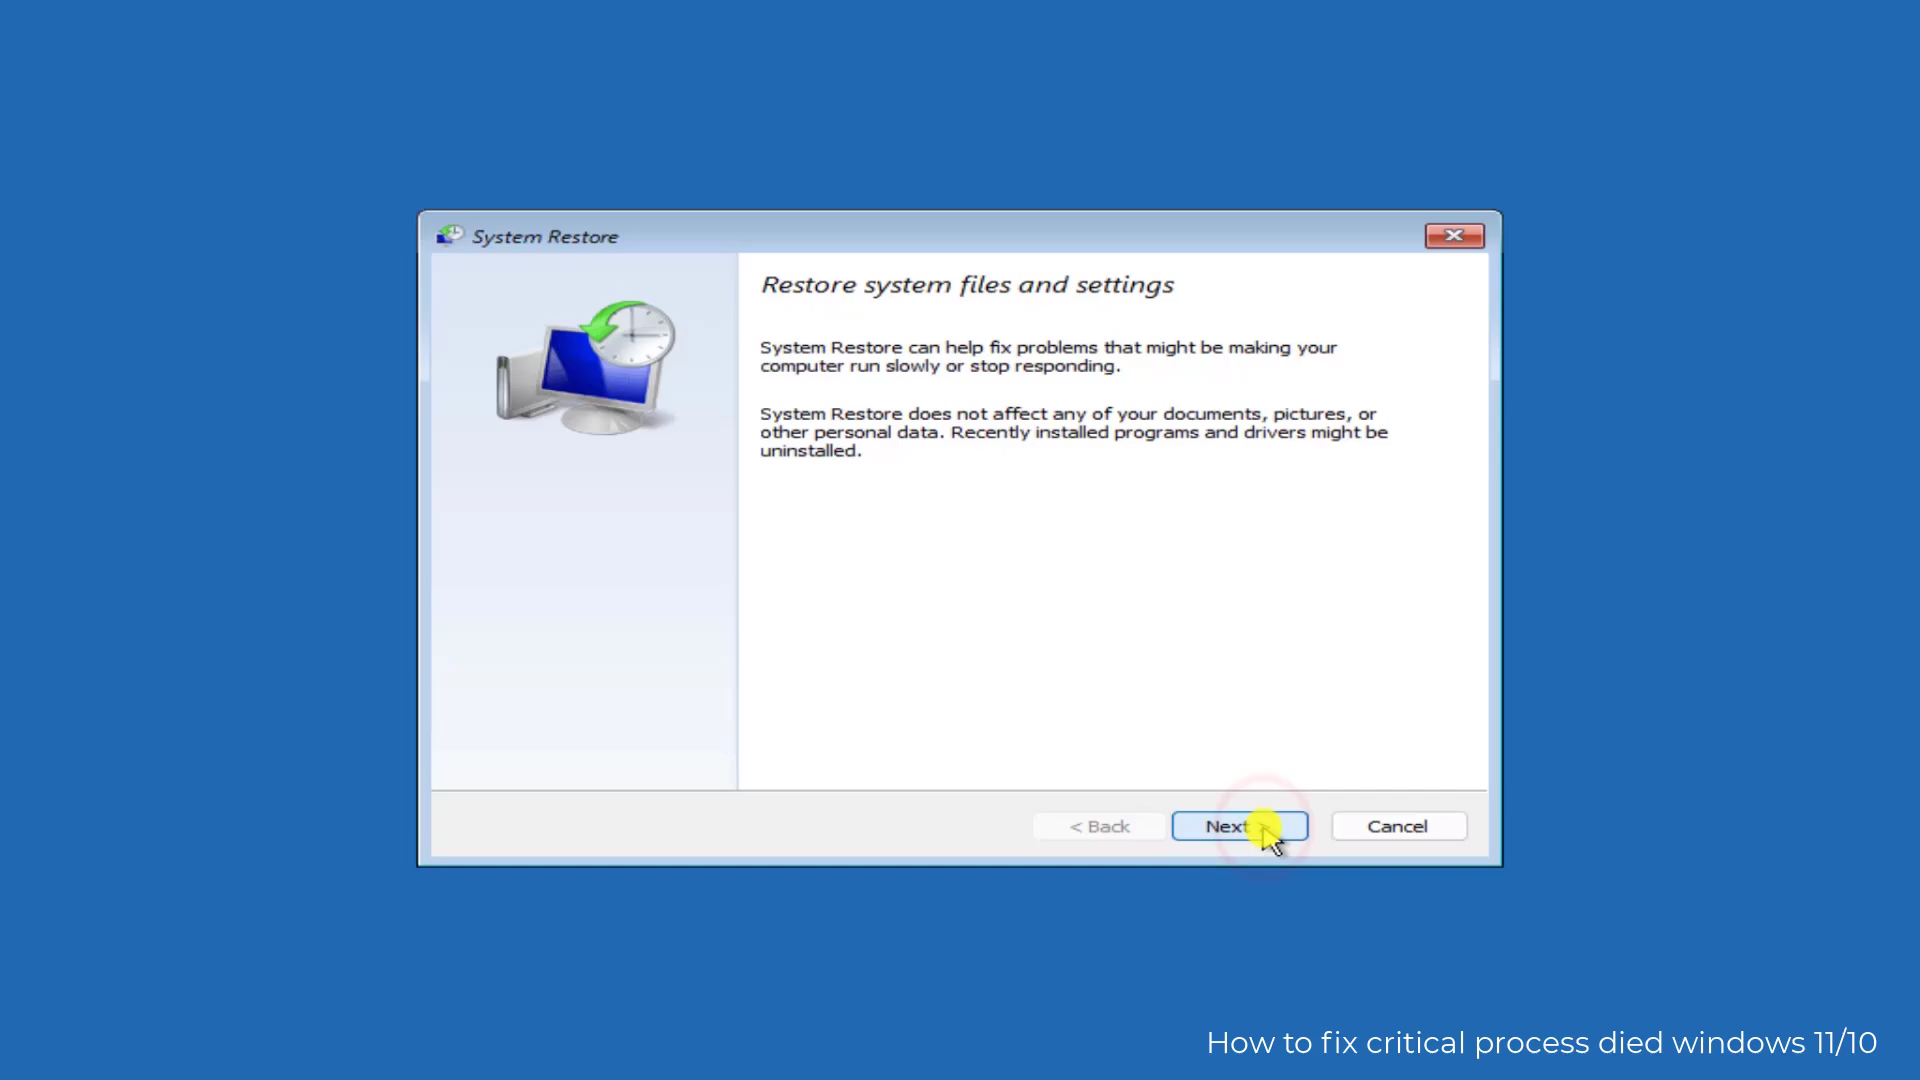 System Restore
Restore system files and settings
System Restore can help fix problems that might be making your
computer run slowly or stop responding.
System Restore does not affect any of your documents, pictures, or
other personal data. Recently installed programs and drivers might be
uninstalled.
< Back Next > Cancel
How to fix critical process died windows 11/10